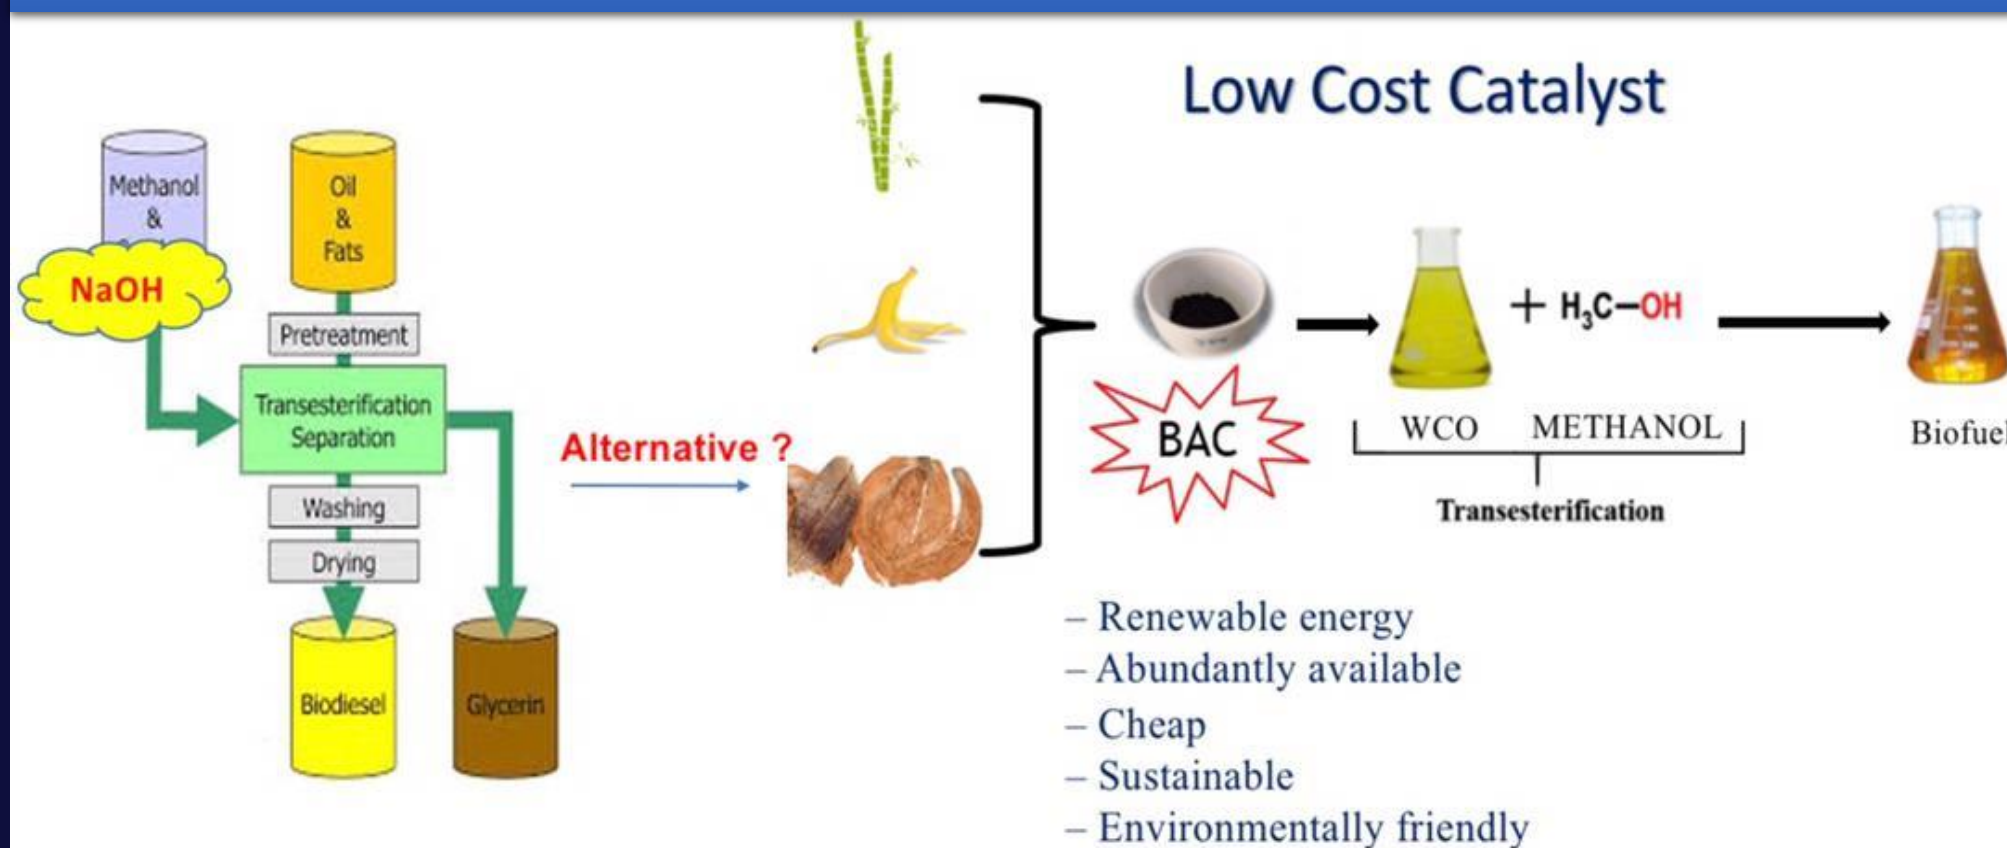 Low Cost Catalyst
Methanol
&
NaOH
Oil
&
Fats
Pretreatment
Transesterification
Separation
Washing
Drying
Biodiesel
Glycerin
Alternative ?
BAC
+ H₃C–OH
WCO METHANOL
Transesterification
Biofuel
– Renewable energy
– Abundantly available
– Cheap
– Sustainable
– Environmentally friendly